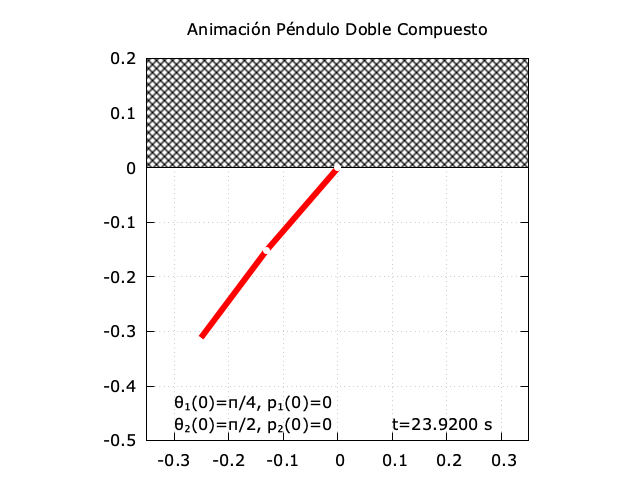 Animación Péndulo Doble Compuesto
0.2
0.1
0
-0.1
-0.2
-0.3
-0.4
-0.5
θ₁(0)=π/4, p₁(0)=0
θ₂(0)=π/2, p₂(0)=0
t=23.9200 s
-0.3 -0.2 -0.1 0 0.1 0.2 0.3